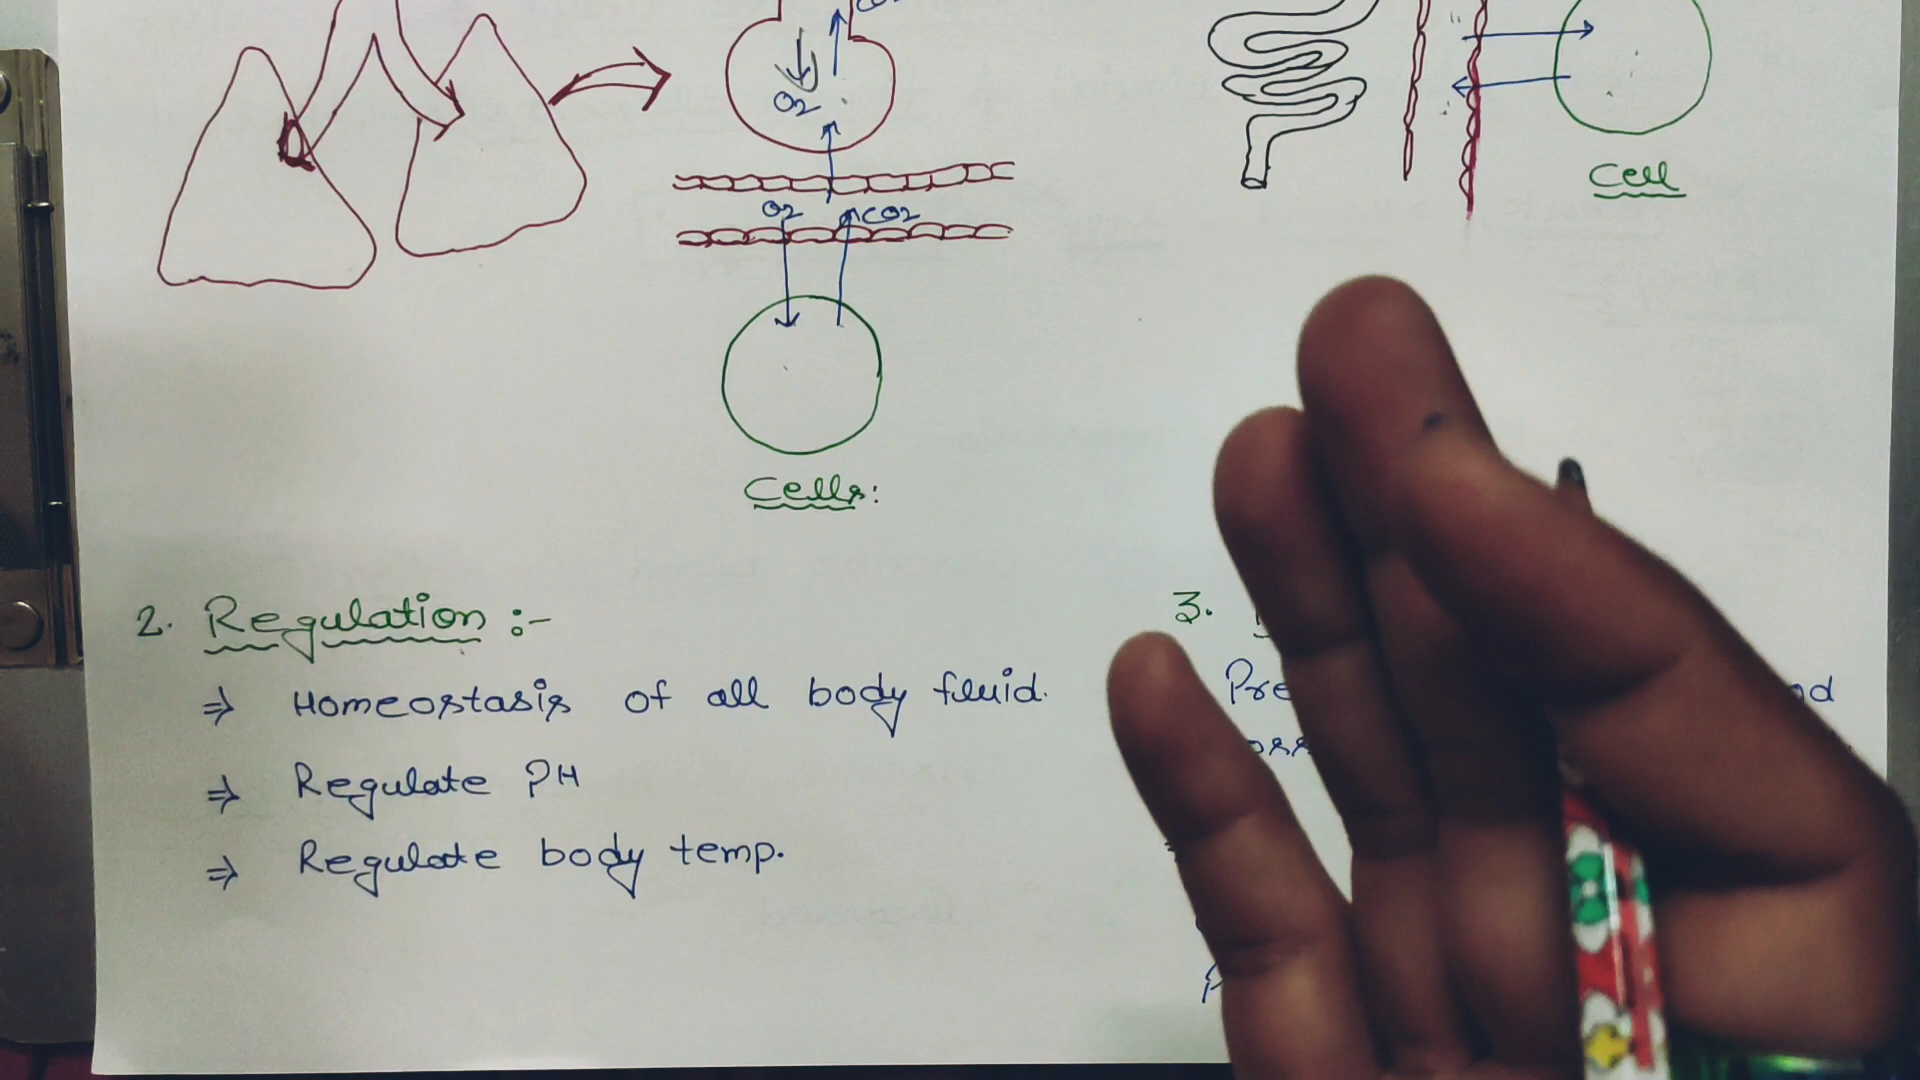 O2
O2 CO2
Cell
Cells:
2. Regulation :-
⇒ Homeostasis of all body fluid.
⇒ Regulate PH
⇒ Regulate body temp.
3.